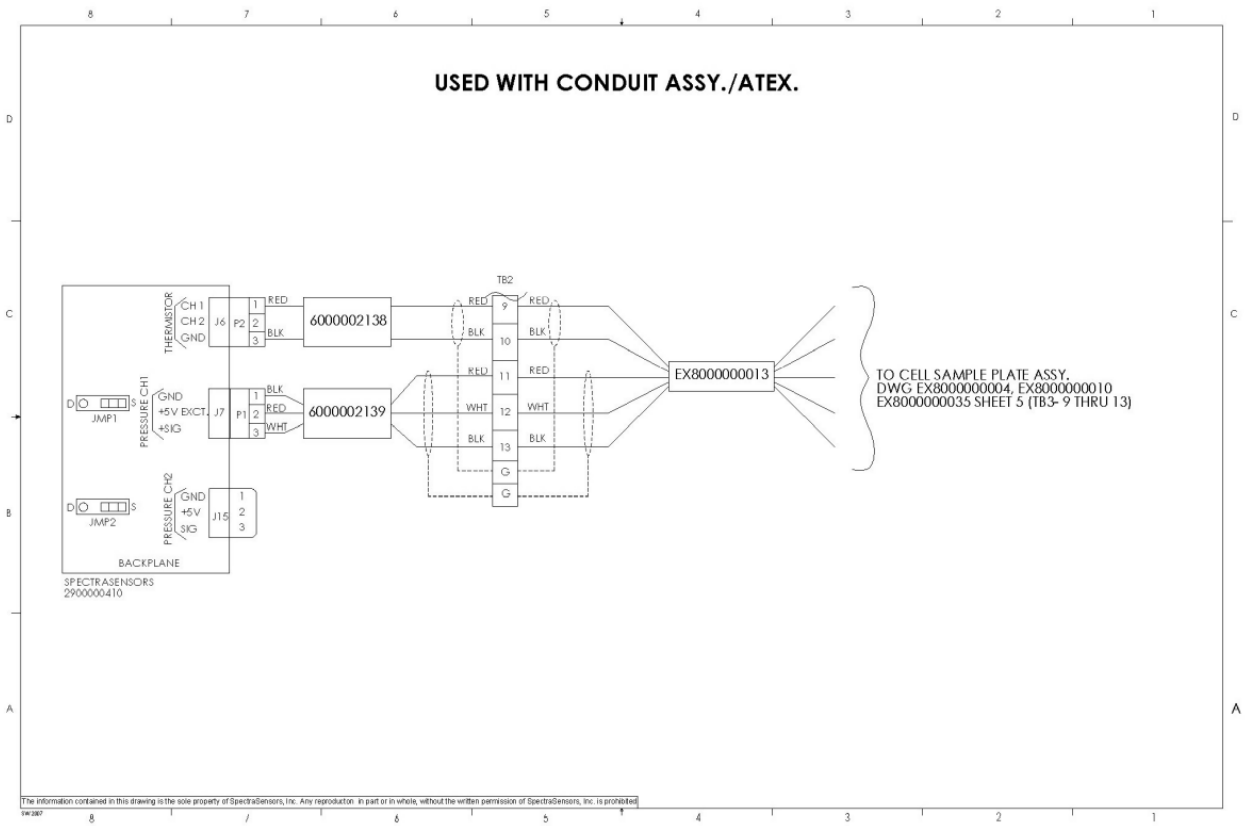 8 7 6 5 4 3 2 1
USED WITH CONDUIT ASSY./ATEX.
D D
C C
B B
A A
THERMISTOR
CH 1
CH 2
GND
J6
P2
1
2
3
RED
BLK
6000002138
PRESSURE CH1
GND
+5V EXCT.
+SIG
J7
P1
1
2
3
BLK
RED
WHT
6000002139
D S
JMP1
D S
JMP2
PRESSURE CH2
GND
+5V
SIG
J15
1
2
3
BACKPLANE
SPECTRASENSORS
2900000410
TB2
RED 9 RED
BLK 10 BLK
RED 11 RED
WHT 12 WHT
BLK 13 BLK
G
G
EX8000000013
TO CELL SAMPLE PLATE ASSY.
DWG EX8000000004, EX8000000010
EX8000000035 SHEET 5 (TB3- 9 THRU 13)
The information contained in this drawing is the sole property of SpectraSensors, Inc. Any reproducton in part or in whole, without the written permission of SpectraSensors, Inc. is prohibited
SW 2007
8 7 6 5 4 3 2 1